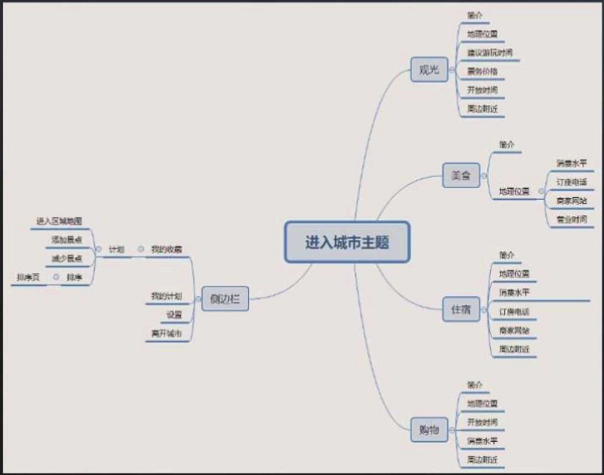 进入城市主题
观光
简介
地理位置
建议游玩时间
票务价格
开放时间
周边附近
美食
简介
地理位置
消费水平
订座电话
商家网站
营业时间
住宿
简介
地理位置
消费水平
订房电话
商家网站
周边附近
购物
简介
地理位置
开放时间
消费水平
周边附近
侧边栏
我的收藏
计划
进入区域地图
添加景点
减少景点
排序
排序页
我的计划
设置
离开城市